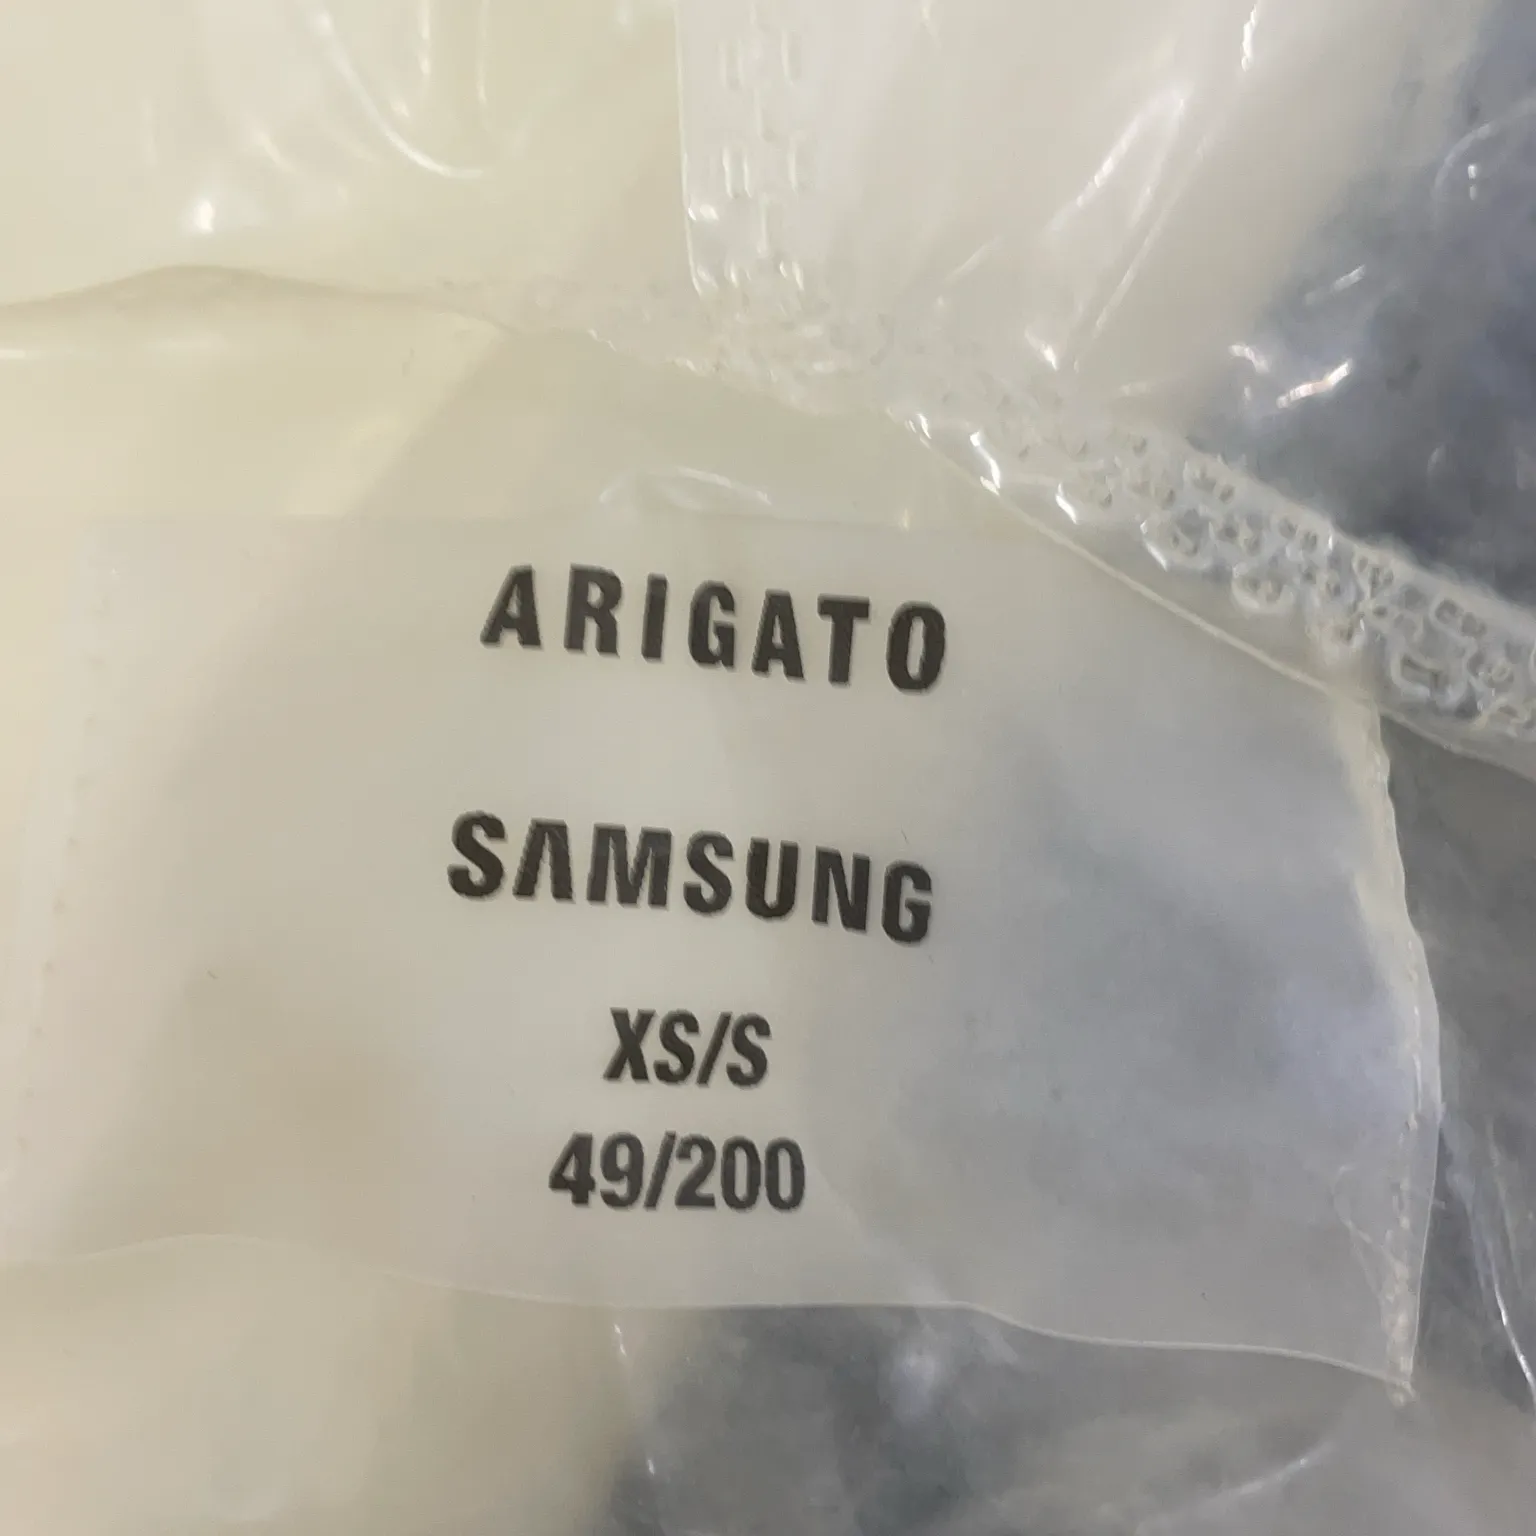 ARIGATO
SAMSUNG
XS/S
49/200